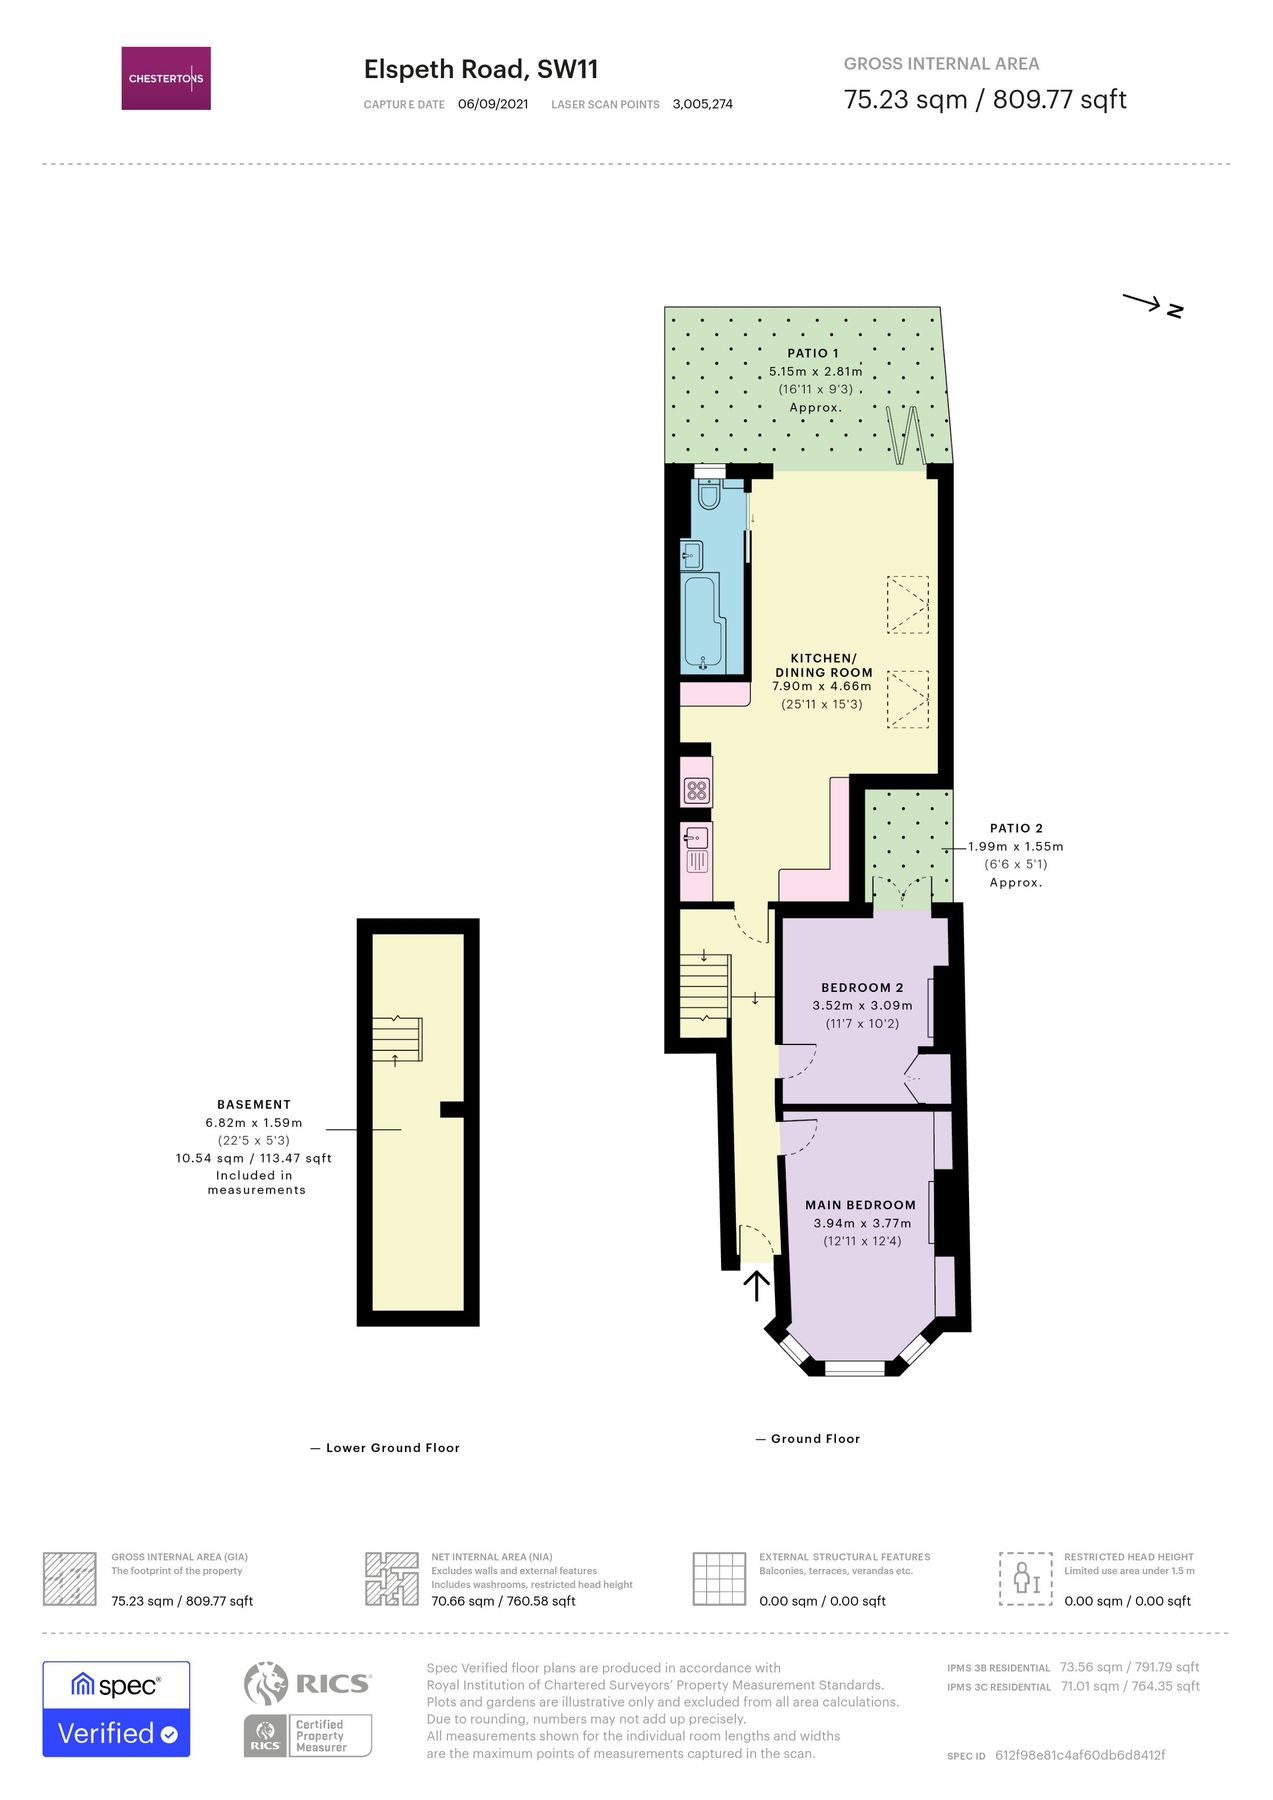 CHESTERTONS
Elspeth Road, SW11
CAPTURE DATE 06/09/2021 LASER SCAN POINTS 3,005,274
GROSS INTERNAL AREA
75.23 sqm / 809.77 sqft
N
PATIO 1
5.15m x 2.81m
(16'11 x 9'3)
Approx.
KITCHEN/
DINING ROOM
7.90m x 4.66m
(25'11 x 15'3)
PATIO 2
1.99m x 1.55m
(6'6 x 5'1)
Approx.
BEDROOM 2
3.52m x 3.09m
(11'7 x 10'2)
BASEMENT
6.82m x 1.59m
(22'5 x 5'3)
10.54 sqm / 113.47 sqft
Included in
measurements
MAIN BEDROOM
3.94m x 3.77m
(12'11 x 12'4)
— Lower Ground Floor
— Ground Floor
GROSS INTERNAL AREA (GIA)
The footprint of the property
75.23 sqm / 809.77 sqft
NET INTERNAL AREA (NIA)
Excludes walls and external features
Includes washrooms, restricted head height
70.66 sqm / 760.58 sqft
EXTERNAL STRUCTURAL FEATURES
Balconies, terraces, verandas etc.
0.00 sqm / 0.00 sqft
RESTRICTED HEAD HEIGHT
Limited use area under 1.5 m
0.00 sqm / 0.00 sqft
spec®
Verified
RICS®
RICS
Certified
Property
Measurer
Spec Verified floor plans are produced in accordance with
Royal Institution of Chartered Surveyors' Property Measurement Standards.
Plots and gardens are illustrative only and excluded from all area calculations.
Due to rounding, numbers may not add up precisely.
All measurements shown for the individual room lengths and widths
are the maximum points of measurements captured in the scan.
IPMS 3B RESIDENTIAL 73.56 sqm / 791.79 sqft
IPMS 3C RESIDENTIAL 71.01 sqm / 764.35 sqft
SPEC ID 612f98e81c4af60db6d8412f